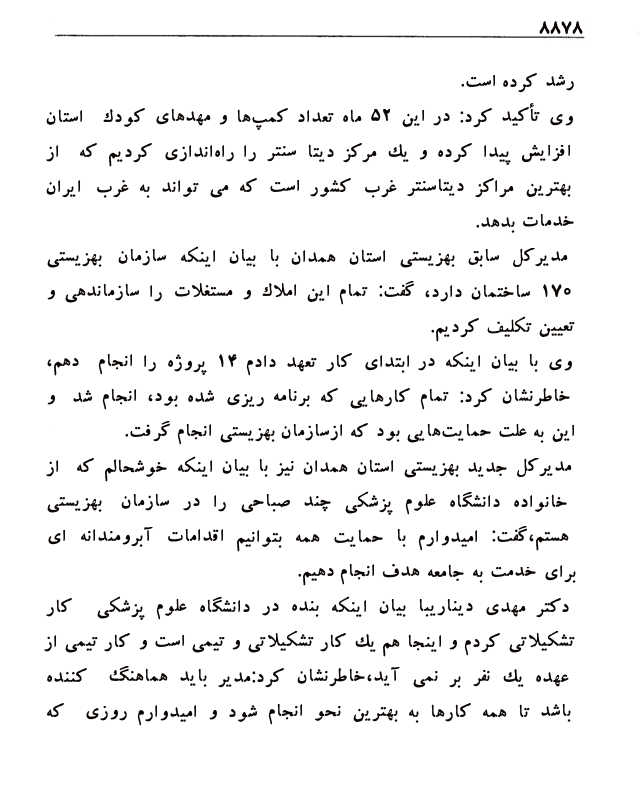 ۸۸۷۸
رشد کرده است.
وی تأکید کرد: در این ۵۲ ماه تعداد کمپ‌ها و مهدهای کودك استان
افزایش پیدا کرده و یك مرکز دیتا سنتر را راه‌اندازی کردیم که از
بهترین مراکز دیتاسنتر غرب کشور است که می تواند به غرب ایران
خدمات بدهد.
مدیرکل سابق بهزیستی استان همدان با بیان اینکه سازمان بهزیستی
۱۷۰ ساختمان دارد، گفت: تمام این املاك و مستغلات را سازماندهی و
تعیین تکلیف کردیم.
وی با بیان اینکه در ابتدای کار تعهد دادم ۱۴ پروژه را انجام دهم،
خاطرنشان کرد: تمام کارهایی که برنامه ریزی شده بود، انجام شد و
این به علت حمایت‌هایی بود که ازسازمان بهزیستی انجام گرفت.
مدیرکل جدید بهزیستی استان همدان نیز با بیان اینکه خوشحالم که از
خانواده دانشگاه علوم پزشکی چند صباحی را در سازمان بهزیستی
هستم،گفت: امیدوارم با حمایت همه بتوانیم اقدامات آبرومندانه ای
برای خدمت به جامعه هدف انجام دهیم.
دکتر مهدی دیناریبا بیان اینکه بنده در دانشگاه علوم پزشکی کار
تشکیلاتی کردم و اینجا هم یك کار تشکیلاتی و تیمی است و کار تیمی از
عهده یك نفر بر نمی آید،خاطرنشان کرد:مدیر باید هماهنگ کننده
باشد تا همه کارها به بهترین نحو انجام شود و امیدوارم روزی که